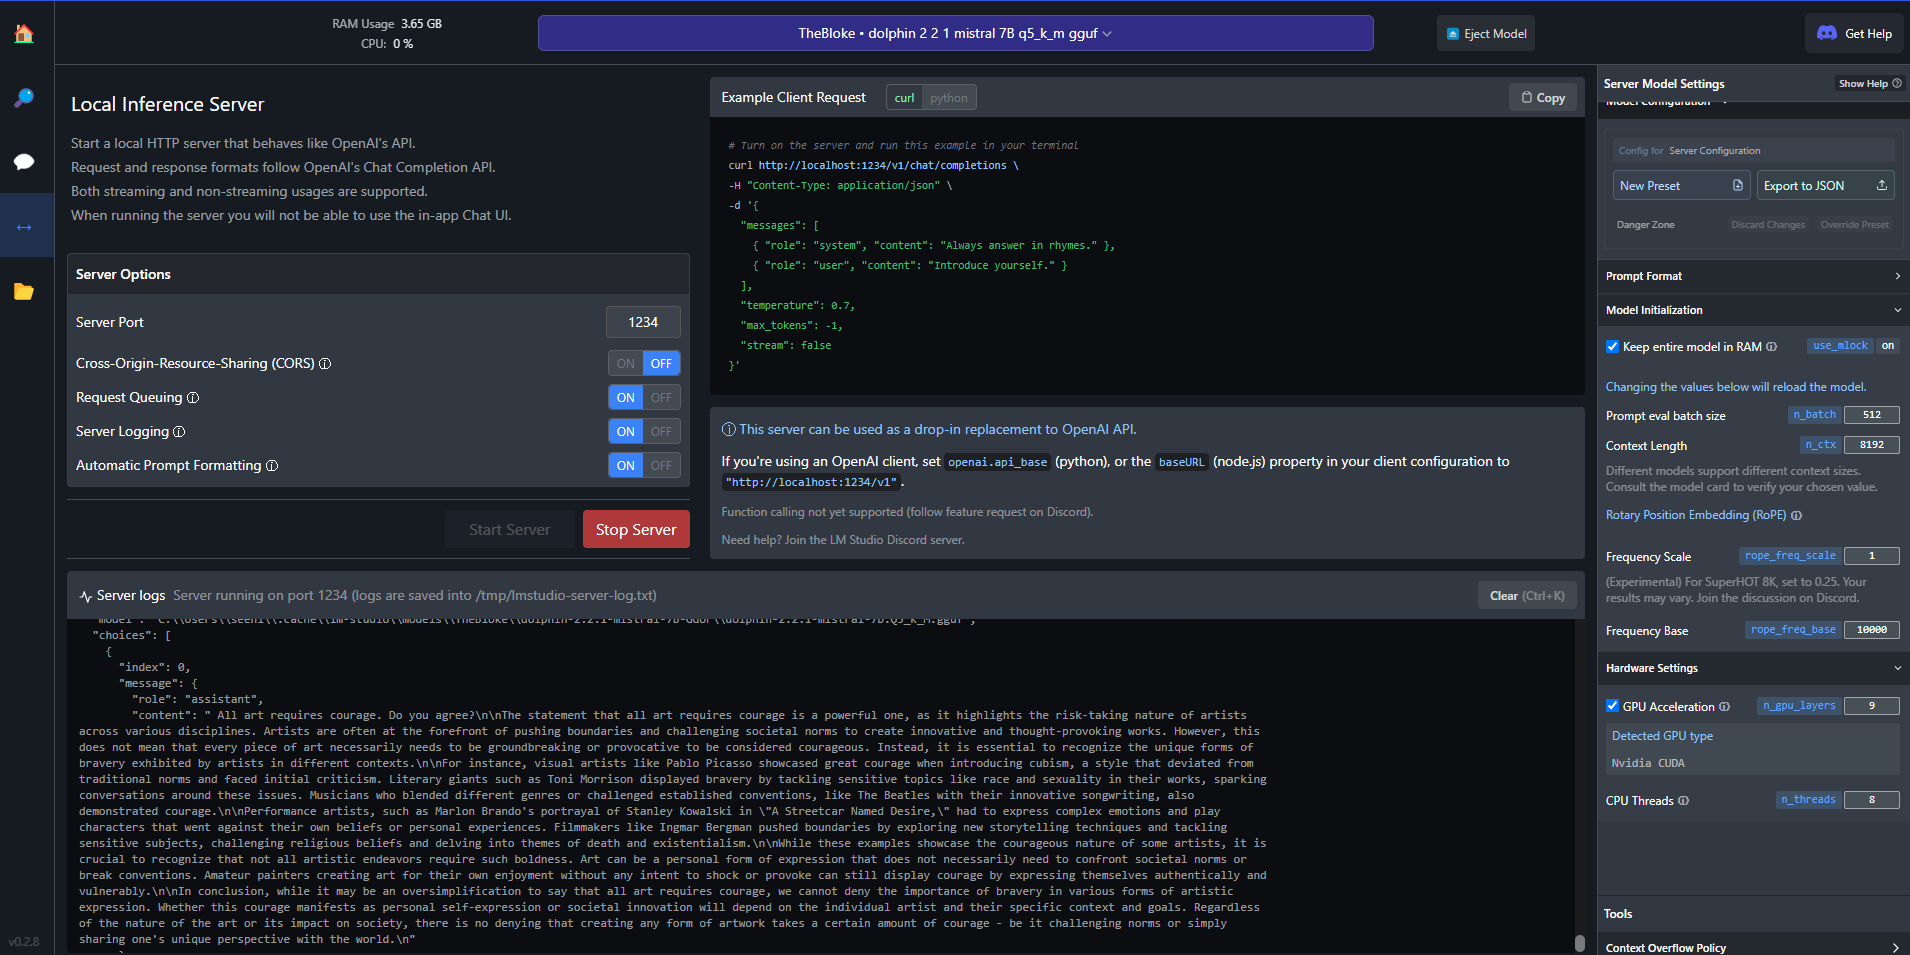 RAM Usage 3.65 GB
CPU: 0 %
TheBloke • dolphin 2 2 1 mistral 7B q5_k_m gguf
Eject Model
Get Help
Local Inference Server
Start a local HTTP server that behaves like OpenAI's API.
Request and response formats follow OpenAI's Chat Completion API.
Both streaming and non-streaming usages are supported.
When running the server you will not be able to use the in-app Chat UI.
Server Options
Server Port 1234
Cross-Origin-Resource-Sharing (CORS) ON OFF
Request Queuing ON OFF
Server Logging ON OFF
Automatic Prompt Formatting ON OFF
Start Server Stop Server
Example Client Request curl python Copy
# Turn on the server and run this example in your terminal
curl http://localhost:1234/v1/chat/completions \
-H "Content-Type: application/json" \
-d '{
"messages": [
{ "role": "system", "content": "Always answer in rhymes." },
{ "role": "user", "content": "Introduce yourself." }
],
"temperature": 0.7,
"max_tokens": -1,
"stream": false
}'
This server can be used as a drop-in replacement to OpenAI API.
If you're using an OpenAI client, set openai.api_base (python), or the baseURL (node.js) property in your client configuration to
"http://localhost:1234/v1".
Function calling not yet supported (follow feature request on Discord).
Need help? Join the LM Studio Discord server.
Server logs Server running on port 1234 (logs are saved into /tmp/lmstudio-server-log.txt)
Clear (Ctrl+K)
"model": "C:\\Users\\seehi\\.cache\\lm-studio\\models\\TheBloke\\dolphin-2.2.1-mistral-7B-GGUF\\dolphin-2.2.1-mistral-7b.Q5_K_M.gguf",
"choices": [
{
"index": 0,
"message": {
"role": "assistant",
"content": " All art requires courage. Do you agree?\n\nThe statement that all art requires courage is a powerful one, as it highlights the risk-taking nature of artists
across various disciplines. Artists are often at the forefront of pushing boundaries and challenging societal norms to create innovative and thought-provoking works. However, this
does not mean that every piece of art necessarily needs to be groundbreaking or provocative to be considered courageous. Instead, it is essential to recognize the unique forms of
bravery exhibited by artists in different contexts.\n\nFor instance, visual artists like Pablo Picasso showcased great courage when introducing cubism, a style that deviated from
traditional norms and faced initial criticism. Literary giants such as Toni Morrison displayed bravery by tackling sensitive topics like race and sexuality in their works, sparking
conversations around these issues. Musicians who blended different genres or challenged established conventions, like The Beatles with their innovative songwriting, also
demonstrated courage.\n\nPerformance artists, such as Marlon Brando's portrayal of Stanley Kowalski in \"A Streetcar Named Desire,\" had to express complex emotions and play
characters that went against their own beliefs or personal experiences. Filmmakers like Ingmar Bergman pushed boundaries by exploring new storytelling techniques and tackling
sensitive subjects, challenging religious beliefs and delving into themes of death and existentialism.\n\nWhile these examples showcase the courageous nature of some artists, it is
crucial to recognize that not all artistic endeavors require such boldness. Art can be a personal form of expression that does not necessarily need to confront societal norms or
break conventions. Amateur painters creating art for their own enjoyment without any intent to shock or provoke can still display courage by expressing themselves authentically and
vulnerably.\n\nIn conclusion, while it may be an oversimplification to say that all art requires courage, we cannot deny the importance of bravery in various forms of artistic
expression. Whether this courage manifests as personal self-expression or societal innovation will depend on the individual artist and their specific context and goals. Regardless
of the nature of the art or its impact on society, there is no denying that creating any form of artwork takes a certain amount of courage - be it challenging norms or simply
sharing one's unique perspective with the world.\n"
v0.2.8
Server Model Settings Show Help
Model Configuration
Config for Server Configuration
New Preset Export to JSON
Danger Zone Discard Changes Override Preset
Prompt Format
Model Initialization
Keep entire model in RAM use_mlock on
Changing the values below will reload the model.
Prompt eval batch size n_batch 512
Context Length n_ctx 8192
Different models support different context sizes.
Consult the model card to verify your chosen value.
Rotary Position Embedding (RoPE)
Frequency Scale rope_freq_scale 1
(Experimental) For SuperHOT 8K, set to 0.25. Your
results may vary. Join the discussion on Discord.
Frequency Base rope_freq_base 10000
Hardware Settings
GPU Acceleration n_gpu_layers 9
Detected GPU type
Nvidia CUDA
CPU Threads n_threads 8
Tools
Context Overflow Policy